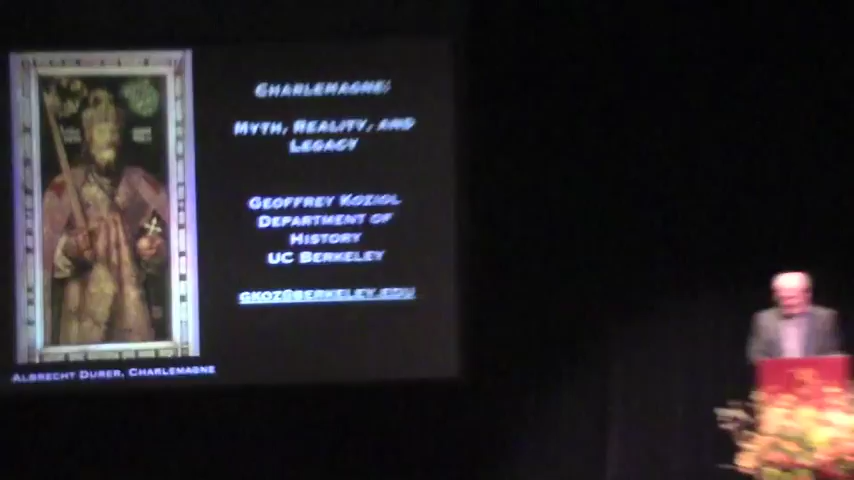 Charlemagne:
Myth, Reality, and
Legacy
Geoffrey Koziol
Department of
History
UC Berkeley
gkoz@berkeley.edu
Albrecht Durer, Charlemagne